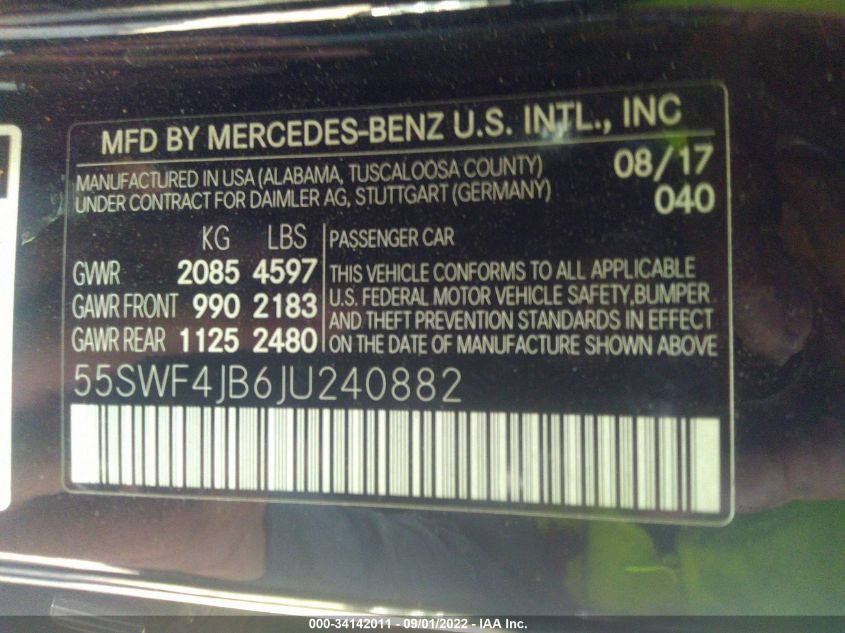 MFD BY MERCEDES-BENZ U.S. INTL., INC
MANUFACTURED IN USA (ALABAMA, TUSCALOOSA COUNTY) 08/17
UNDER CONTRACT FOR DAIMLER AG, STUTTGART (GERMANY) 040
KG LBS PASSENGER CAR
GVWR 2085 4597 THIS VEHICLE CONFORMS TO ALL APPLICABLE
GAWR FRONT 990 2183 U.S. FEDERAL MOTOR VEHICLE SAFETY,BUMPER
AND THEFT PREVENTION STANDARDS IN EFFECT
GAWR REAR 1125 2480 ON THE DATE OF MANUFACTURE SHOWN ABOVE
55SWF4JB6JU240882
000-34142011 - 09/01/2022 - IAA Inc.